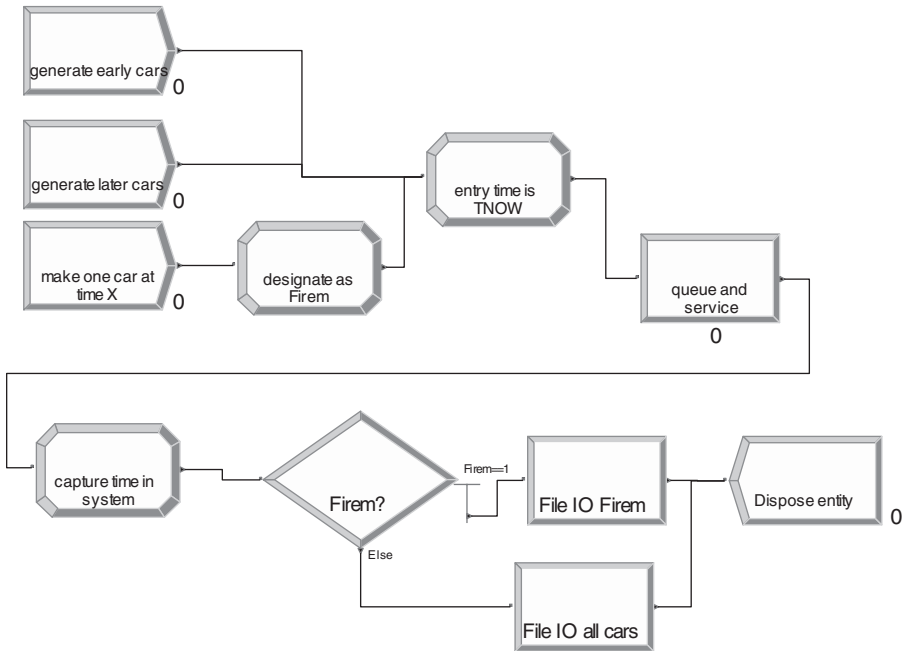 generate early cars
0
generate later cars
0
make one car at
time X
0
designate as
Firem
entry time is
TNOW
queue and
service
0
capture time in
system
Firem?
Firem==1
Else
File IO Firem
File IO all cars
Dispose entity
0